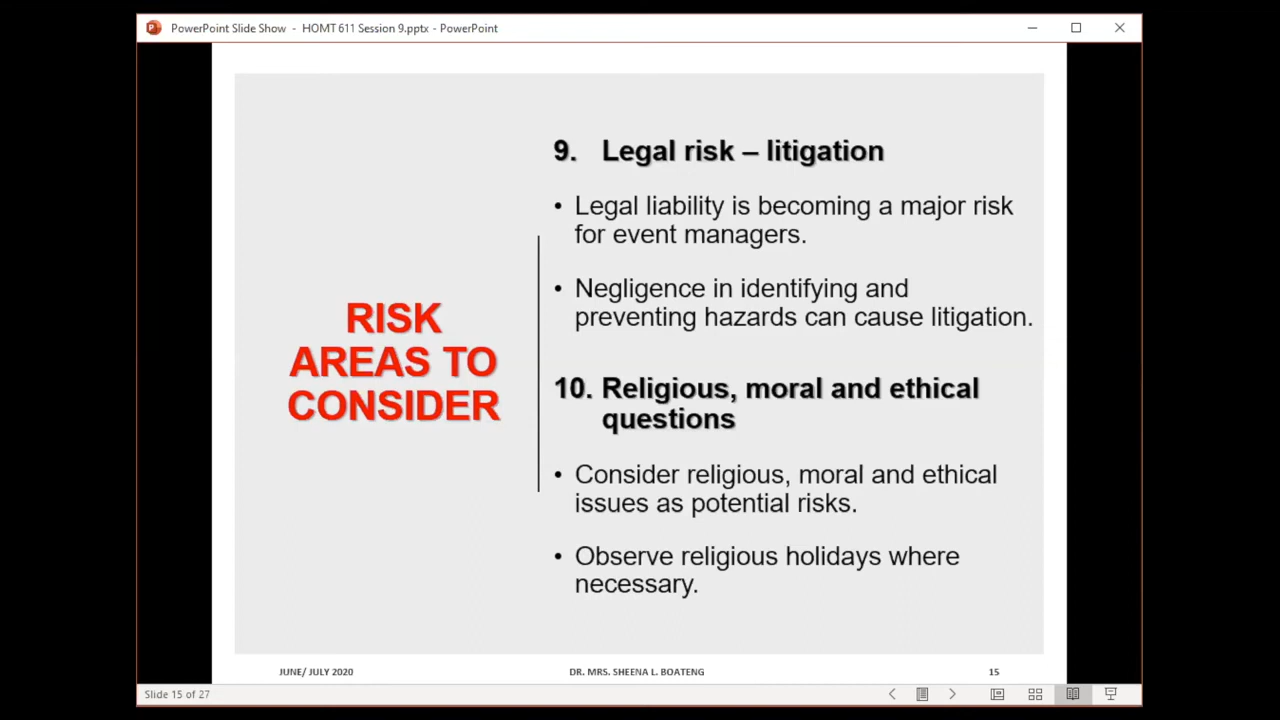 PowerPoint Slide Show - HOMT 611 Session 9.pptx - PowerPoint
RISK
AREAS TO
CONSIDER
9. Legal risk – litigation
• Legal liability is becoming a major risk
for event managers.
• Negligence in identifying and
preventing hazards can cause litigation.
10. Religious, moral and ethical
questions
• Consider religious, moral and ethical
issues as potential risks.
• Observe religious holidays where
necessary.
JUNE/ JULY 2020
DR. MRS. SHEENA L. BOATENG
15
Slide 15 of 27